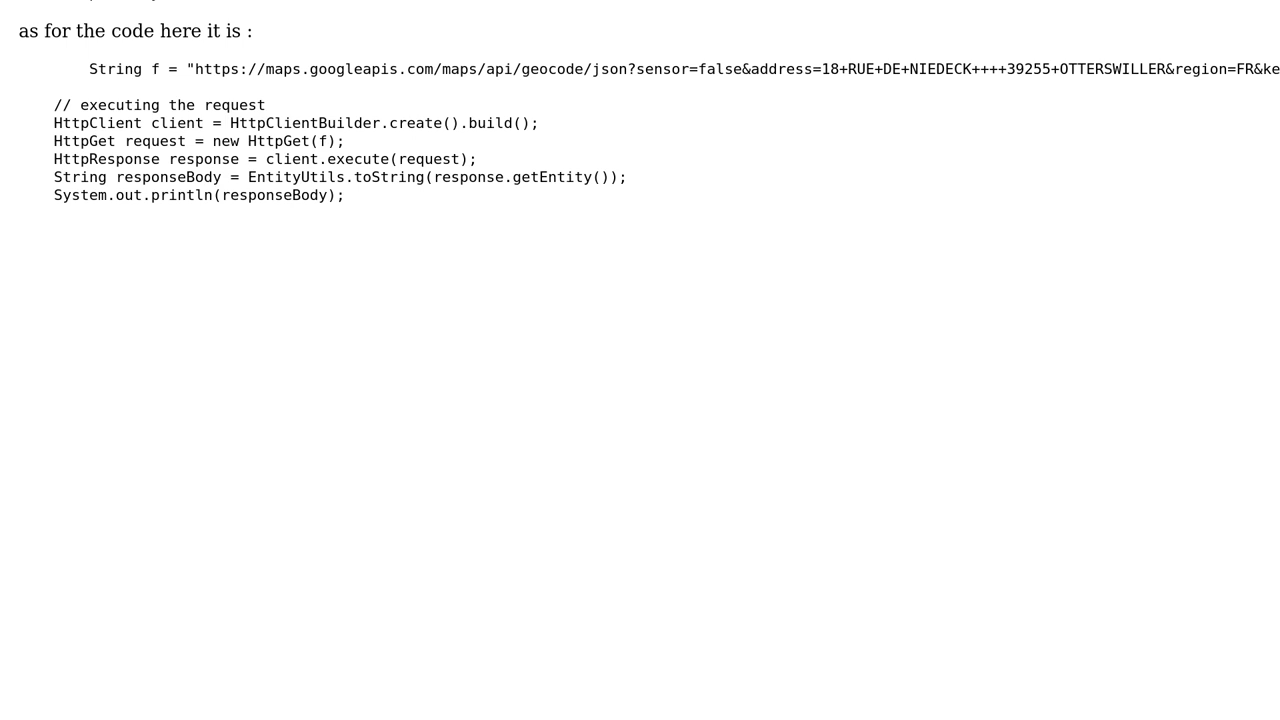 as for the code here it is :
String f = "https://maps.googleapis.com/maps/api/geocode/json?sensor=false&address=18+RUE+DE+NIEDECK++++39255+OTTERSWILLER&region=FR&ke
// executing the request
HttpClient client = HttpClientBuilder.create().build();
HttpGet request = new HttpGet(f);
HttpResponse response = client.execute(request);
String responseBody = EntityUtils.toString(response.getEntity());
System.out.println(responseBody);